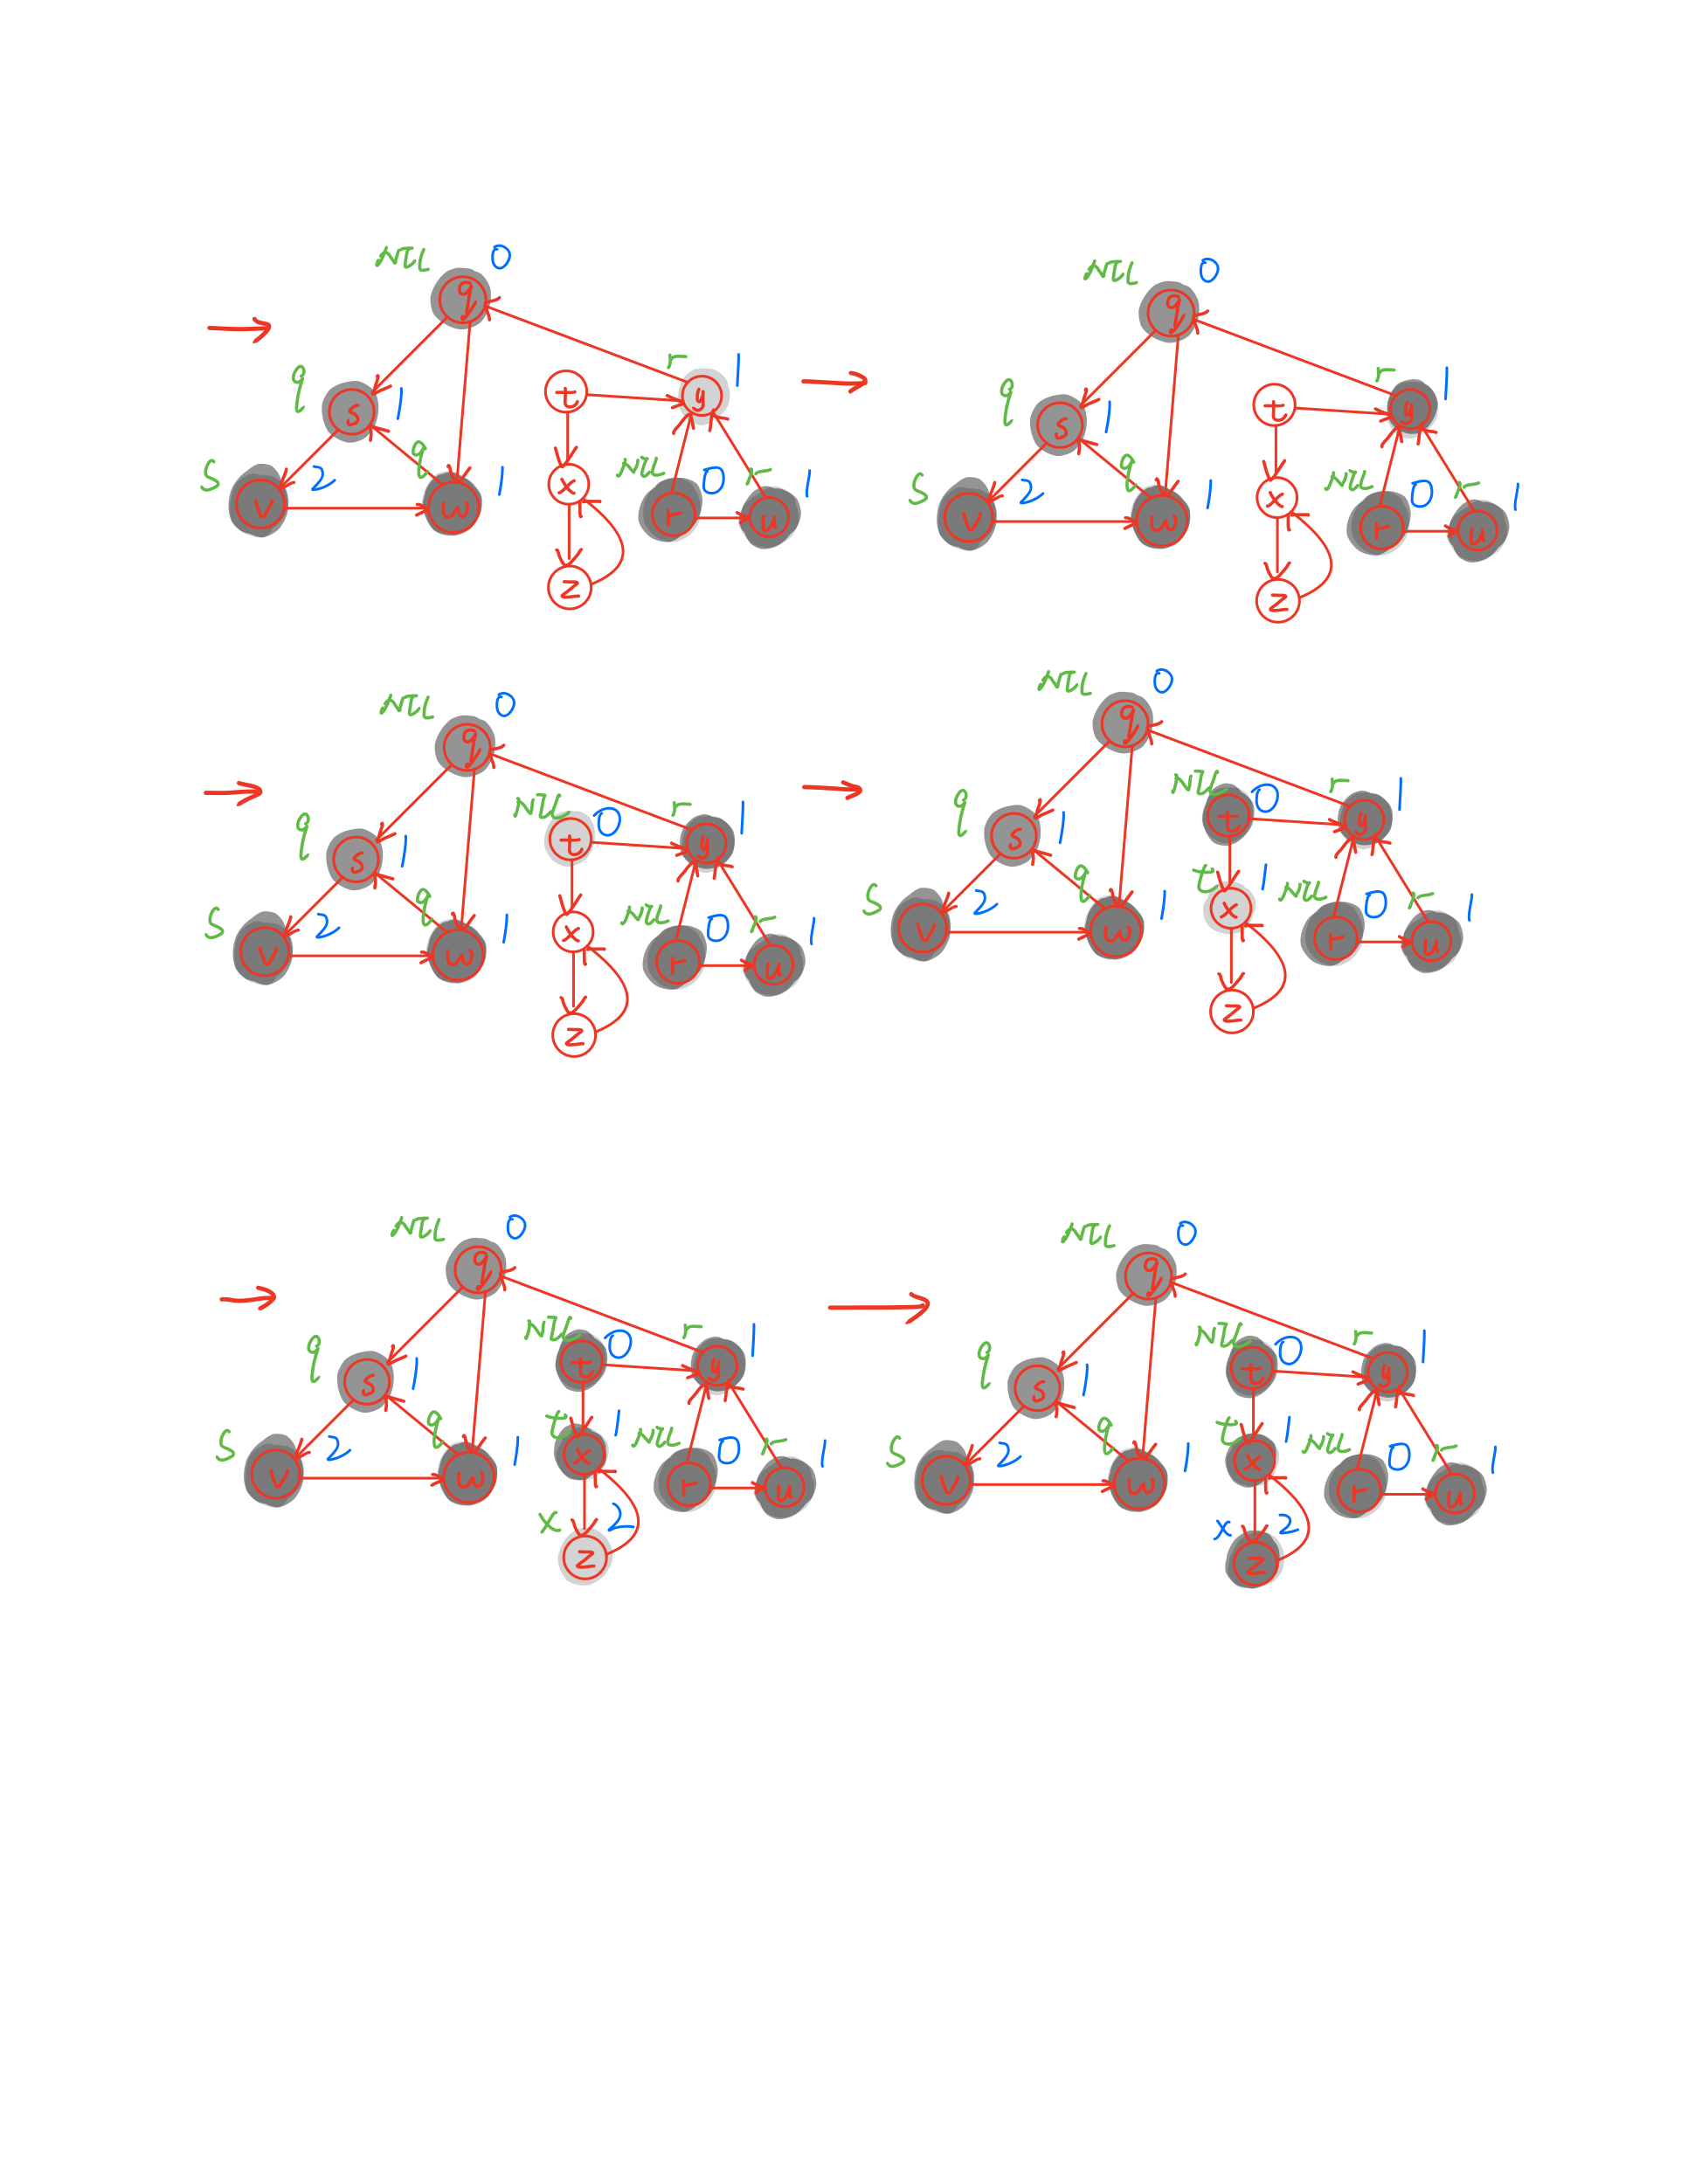 NIL 0 NIL 0
q q
q r 1 q r 1
s 1 t y s 1 t y
S 2 q 1 x NIL 0 r 1 S 2 q 1 x NIL 0 r 1
v w r u v w r u
z z
NIL 0 NIL 0
q q
q NIL 0 r 1 q NIL 0 r 1
s 1 t y s 1 t y
S 2 q 1 x NIL 0 r 1 S 2 q 1 t 1 x NIL 0 r 1
v w r u v w r u
z z
NIL 0 NIL 0
q q
q NIL 0 r 1 q NIL 0 r 1
s 1 t y s 1 t y
S 2 q 1 t 1 x NIL 0 r 1 S 2 q 1 t 1 x NIL 0 r 1
v w r u v w r u
x 2 x 2
z z